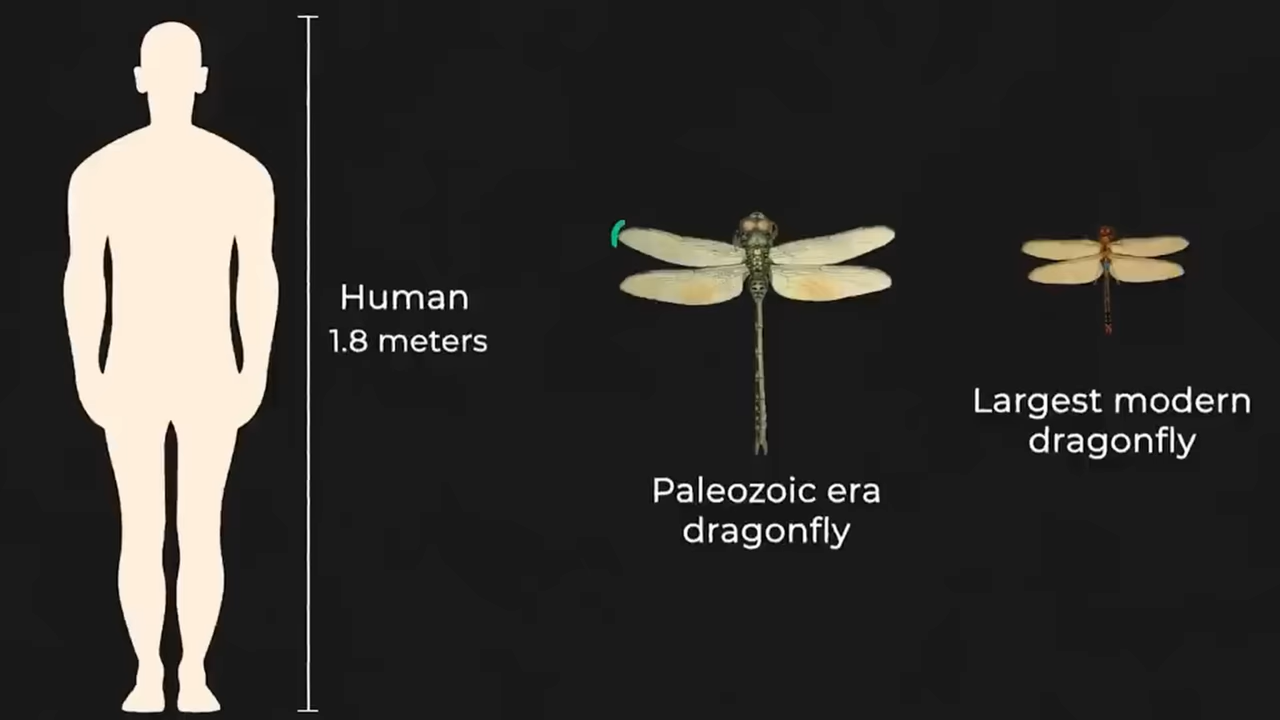 Human
1.8 meters
Paleozoic era
dragonfly
Largest modern
dragonfly